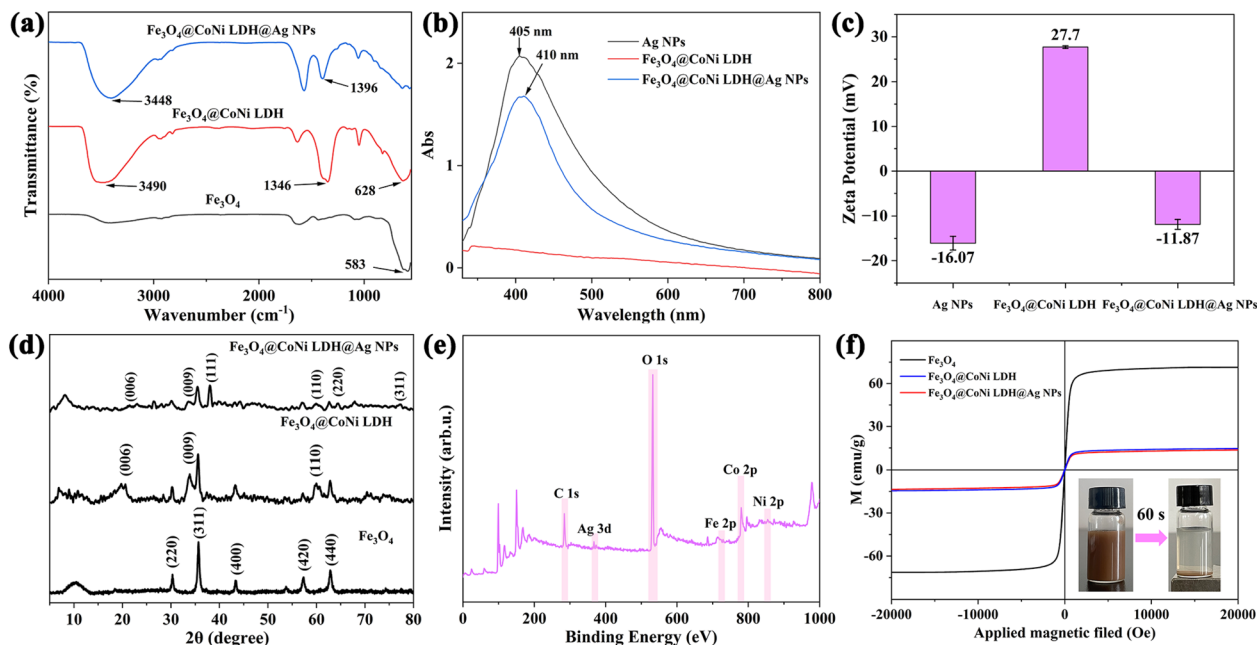 (a)
Fe₃O₄@CoNi LDH@Ag NPs
1396
3448
Fe₃O₄@CoNi LDH
3490
1346
628
Fe₃O₄
583
Transmittance (%)
4000 3000 2000 1000
Wavenumber (cm⁻¹)
(b)
405 nm
410 nm
Ag NPs
Fe₃O₄@CoNi LDH
Fe₃O₄@CoNi LDH@Ag NPs
Abs
2
1
0
400 500 600 700 800
Wavelength (nm)
(c)
Zeta Potential (mV)
30
20
10
0
-10
-20
27.7
-16.07
-11.87
Ag NPs Fe₃O₄@CoNi LDH Fe₃O₄@CoNi LDH@Ag NPs
(d)
Fe₃O₄@CoNi LDH@Ag NPs
(006) (009) (111) (110) (220) (311)
Fe₃O₄@CoNi LDH
(006) (009) (110)
Fe₃O₄
(220) (311) (400) (420) (440)
10 20 30 40 50 60 70 80
2θ (degree)
(e)
Intensity (arb.u.)
O 1s
C 1s
Ag 3d
Fe 2p
Co 2p
Ni 2p
0 200 400 600 800 1000
Binding Energy (eV)
(f)
Fe₃O₄
Fe₃O₄@CoNi LDH
Fe₃O₄@CoNi LDH@Ag NPs
M (emu/g)
60
30
0
-30
-60
60 s
-20000 -10000 0 10000 20000
Applied magnetic filed (Oe)